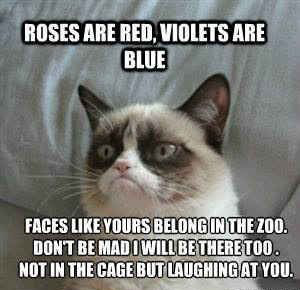 ROSES ARE RED, VIOLETS ARE
BLUE
FACES LIKE YOURS BELONG IN THE ZOO.
DON'T BE MAD I WILL BE THERE TOO.
NOT IN THE CAGE BUT LAUGHING AT YOU.